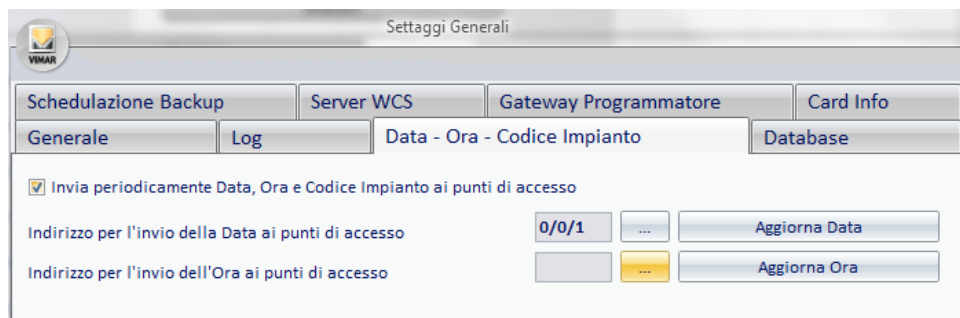 Settaggi Generali
VIMAR
Schedulazione Backup Server WCS Gateway Programmatore Card Info
Generale Log Data - Ora - Codice Impianto Database
Invia periodicamente Data, Ora e Codice Impianto ai punti di accesso
Indirizzo per l'invio della Data ai punti di accesso 0/0/1 ... Aggiorna Data
Indirizzo per l'invio dell'Ora ai punti di accesso ... Aggiorna Ora